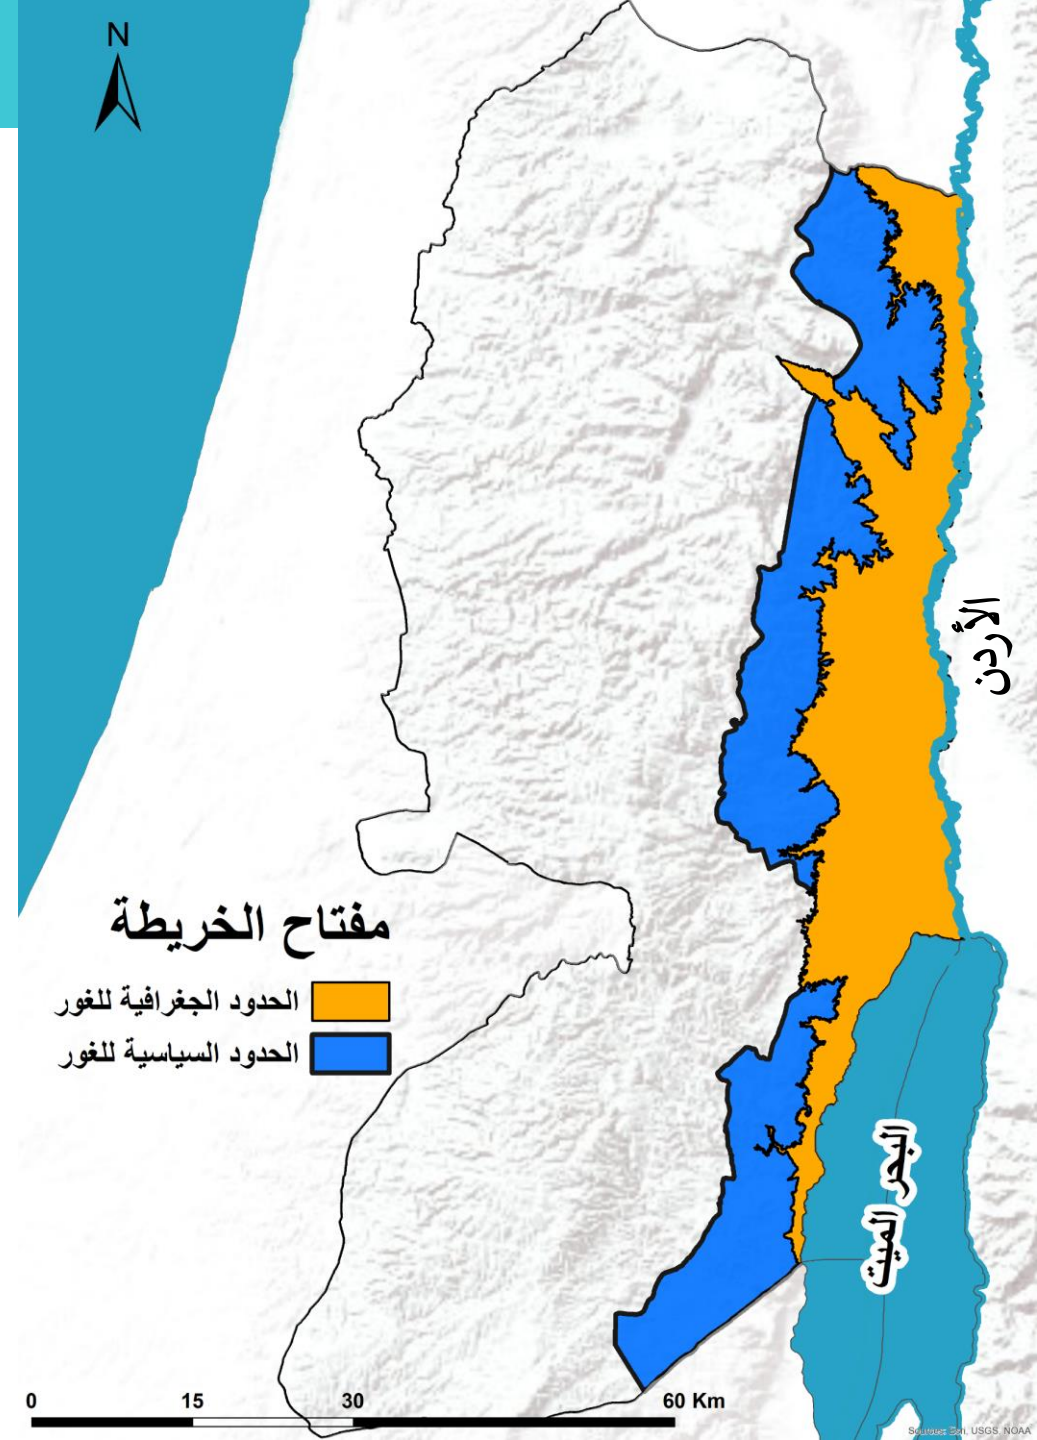 N
الأردن
مفتاح الخريطة
الحدود الجغرافية للغور
الحدود السياسية للغور
البحر الميت
0 15 30 60 Km
Sources: Esri, USGS, NOAA